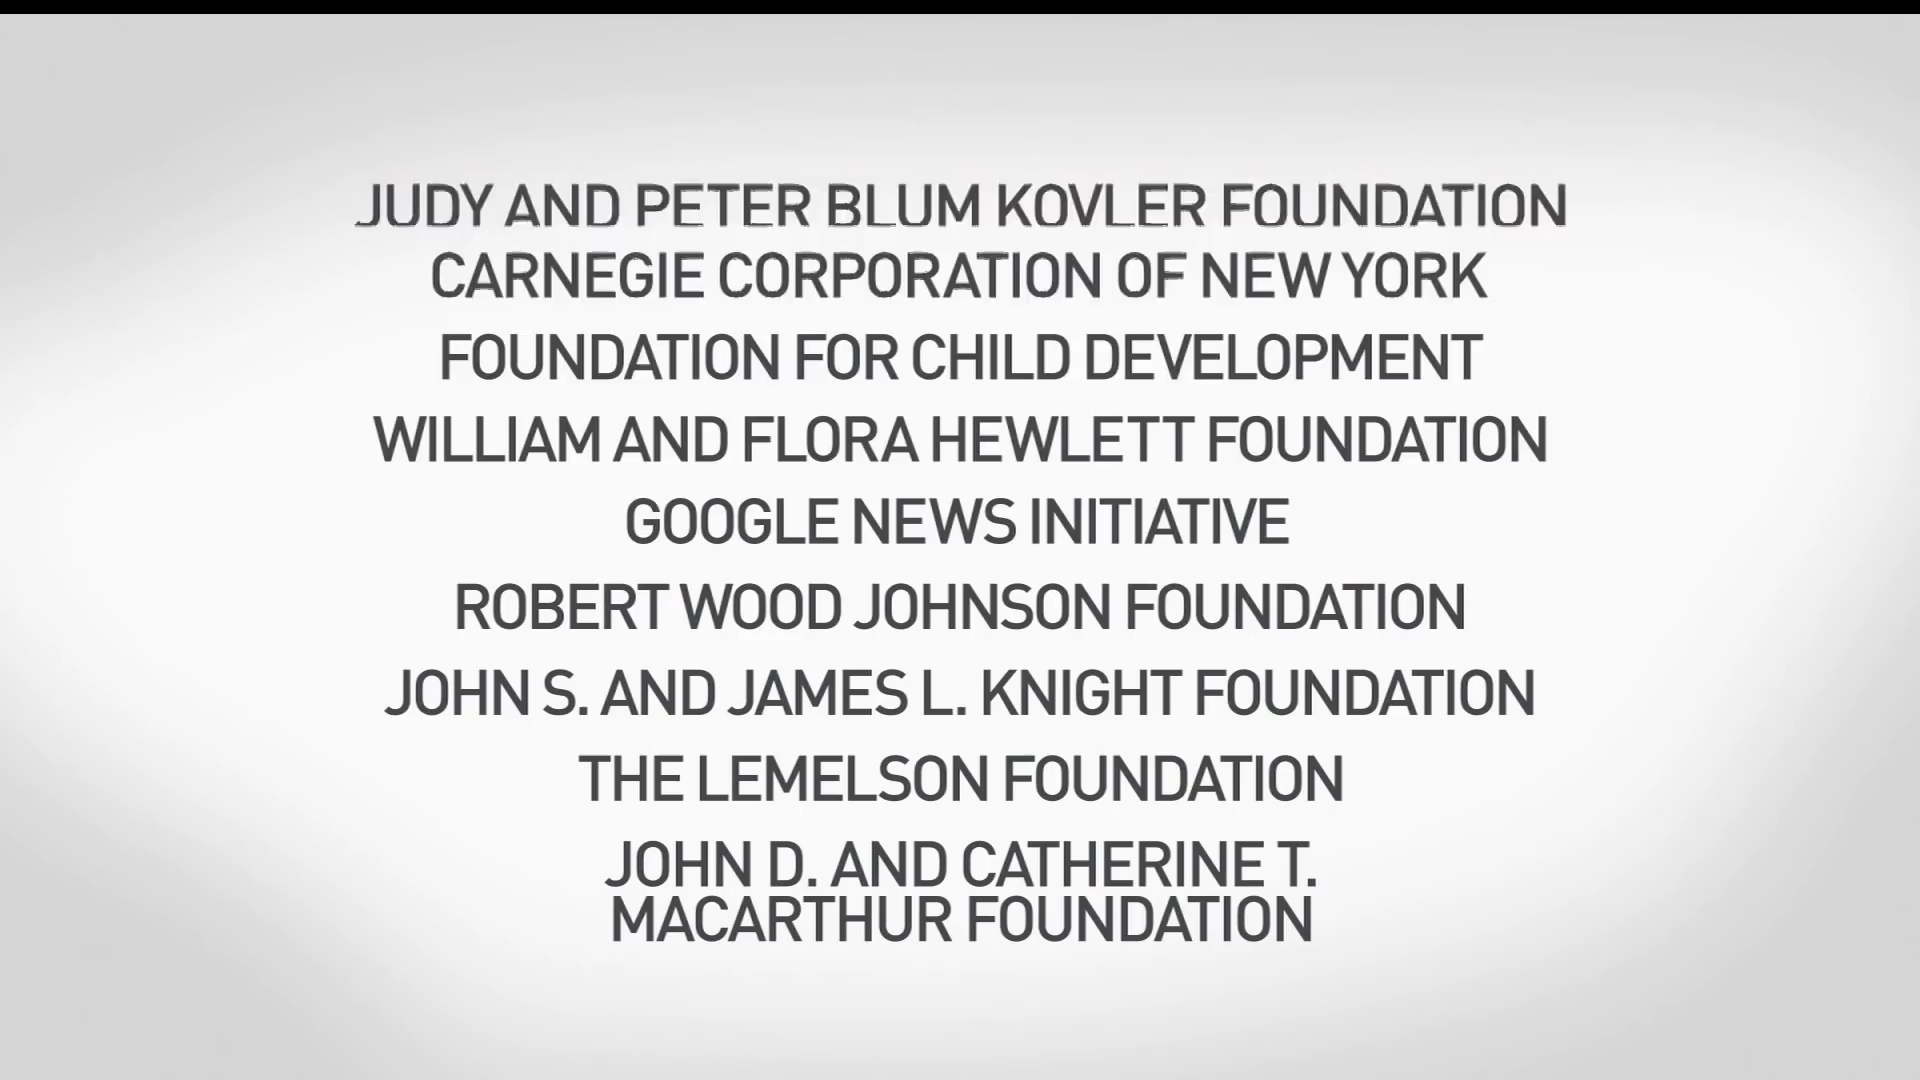 JUDY AND PETER BLUM KOVLER FOUNDATION
CARNEGIE CORPORATION OF NEW YORK
FOUNDATION FOR CHILD DEVELOPMENT
WILLIAM AND FLORA HEWLETT FOUNDATION
GOOGLE NEWS INITIATIVE
ROBERT WOOD JOHNSON FOUNDATION
JOHN S. AND JAMES L. KNIGHT FOUNDATION
THE LEMELSON FOUNDATION
JOHN D. AND CATHERINE T.
MACARTHUR FOUNDATION